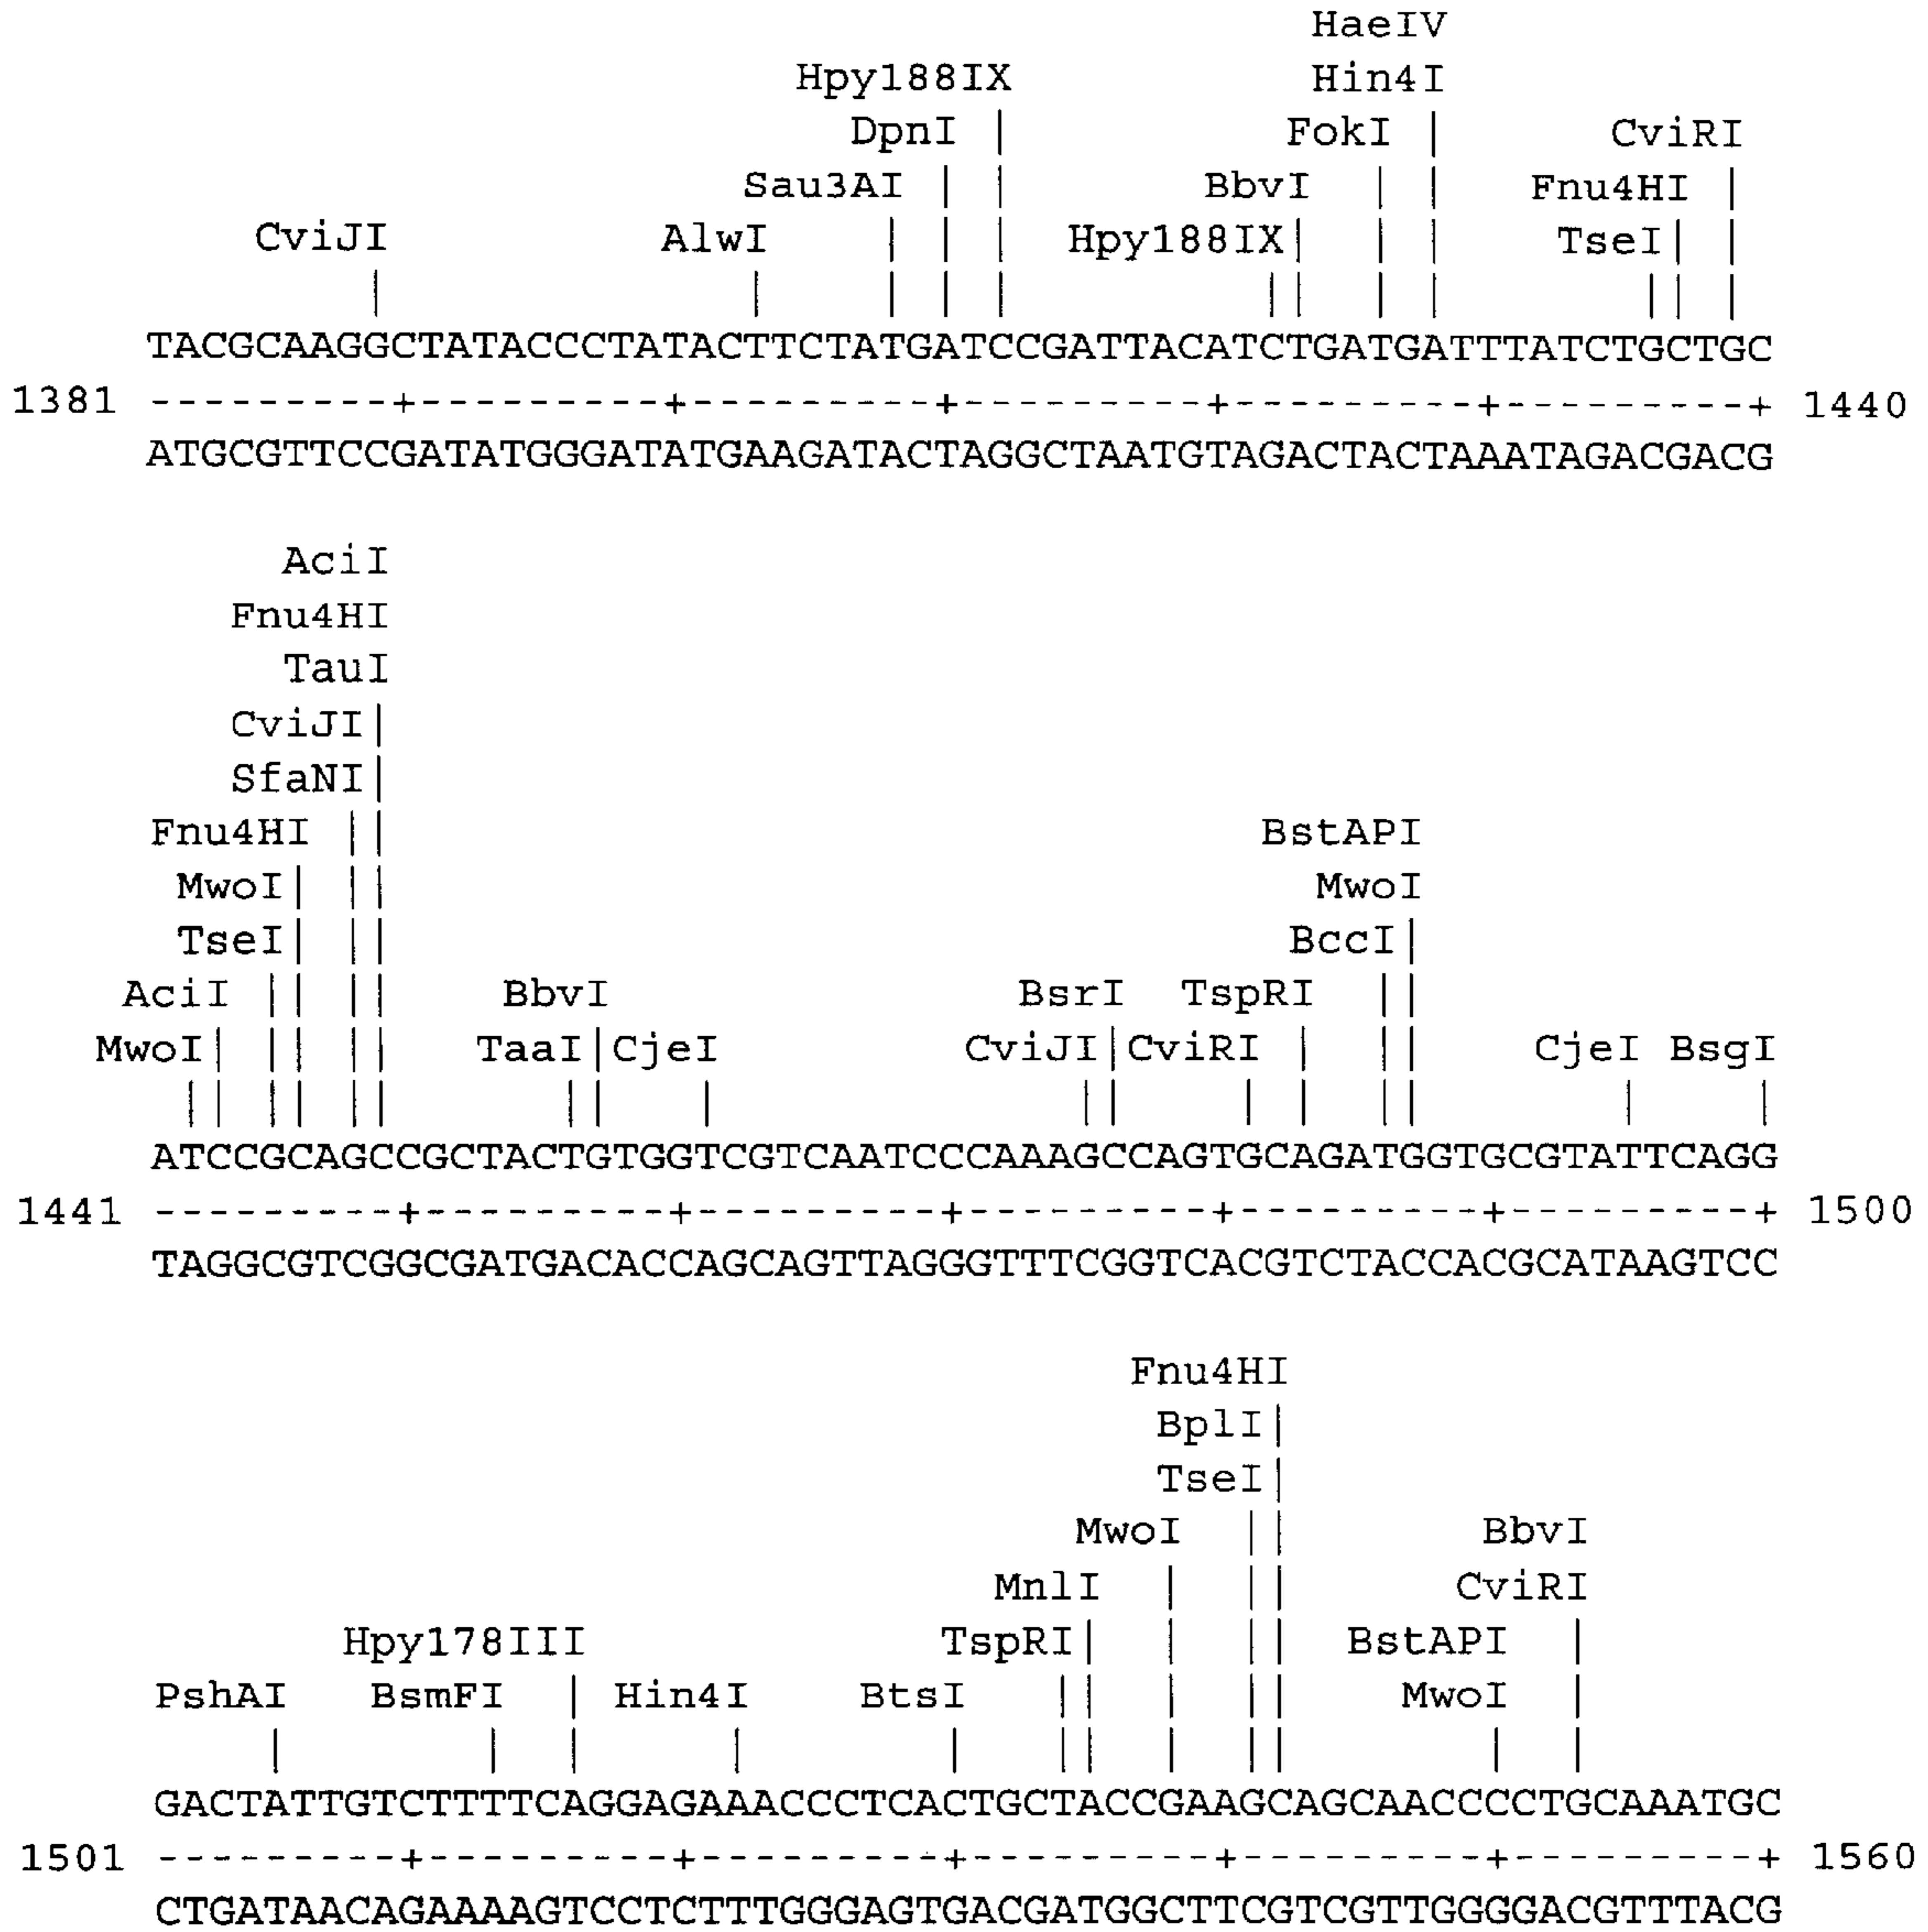 HaeIV
Hpy188IX Hin4I
DpnI | FokI | CviRI
Sau3AI | | BbvI | | Fnu4HI |
CviJI AlwI | | | Hpy188IX| | | TseI| |
| | | | | | | | | | | |
TACGCAAGGCTATACCCTATACTTCTATGATCCGATTACATCTGATGATTTATCTGCTGC
1381 ---------+---------+---------+---------+---------+---------+ 1440
ATGCGTTCCGATATGGGATATGAAGATACTAGGCTAATGTAGACTACTAAATAGACGACG
AciI
Fnu4HI
TauI
CviJI|
SfaNI|
Fnu4HI | | BstAPI
MwoI| | | MwoI
TseI| | | BccI|
AciI | | | | BbvI BsrI TspRI | |
MwoI| | | | | TaaI|CjeI CviJI|CviRI | | | CjeI BsgI
| | | | | | | | | | | | | | | | |
ATCCGCAGCCGCTACTGTGGTCGTCAATCCCAAAGCCAGTGCAGATGGTGCGTATTCAGG
1441 ---------+---------+---------+---------+---------+---------+ 1500
TAGGCGTCGGCGATGACACCAGCAGTTAGGGTTTCGGTCACGTCTACCACGCATAAGTCC
Fnu4HI
BplI|
TseI|
MwoI | | BbvI
MnlI | | | CviRI
Hpy178III TspRI| | | | BstAPI |
PshAI BsmFI | Hin4I BtsI | | | | | MwoI |
| | | | | | | | | | | |
GACTATTGTCTTTTCAGGAGAAACCCTCACTGCTACCGAAGCAGCAACCCCTGCAAATGC
1501 ---------+---------+---------+---------+---------+---------+ 1560
CTGATAACAGAAAAGTCCTCTTTGGGAGTGACGATGGCTTCGTCGTTGGGGACGTTTACG